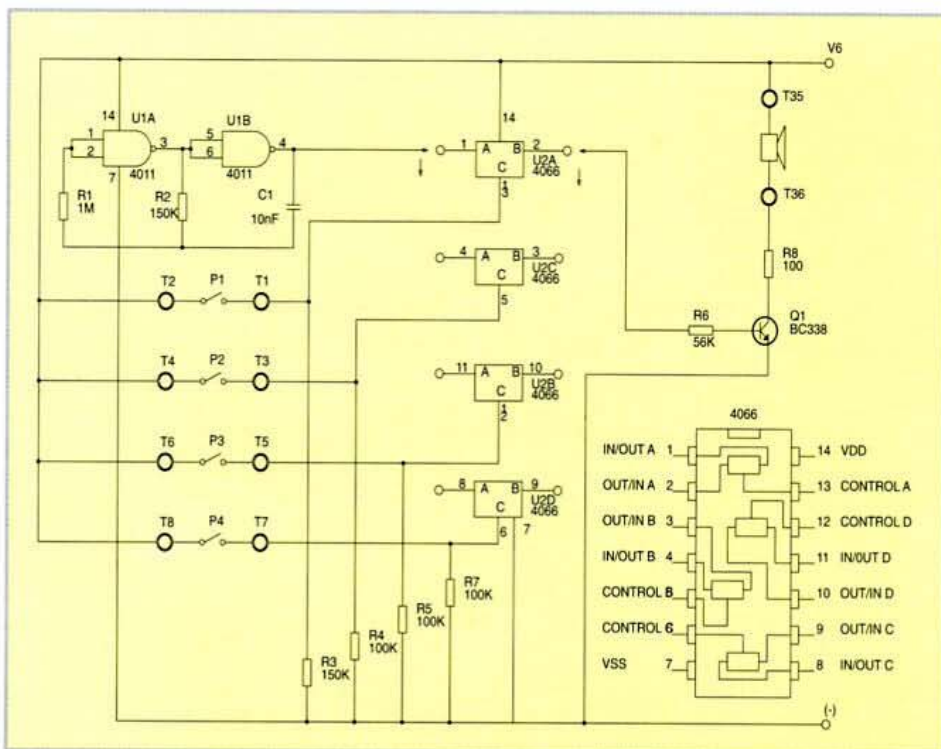 V6
T35
U1A
U1B
14
14
1
2
3
5
6
4
1
A
B
2
C
U2A
4066
1
3
4011
4011
7
R1
1M
R2
150K
C1
10nF
T36
R8
100
4
A
B
3
C
U2C
4066
5
T2
P1
T1
R6
56K
Q1
BC338
T4
P2
T3
11
A
B
10
C
U2B
4066
1
2
T6
P3
T5
8
A
B
9
C
U2D
4066
6
7
T8
P4
T7
R7
100K
R5
100K
R4
100K
R3
150K
4066
IN/OUT A 1
14 VDD
OUT/IN A 2
13 CONTROL A
OUT/IN B 3
12 CONTROL D
IN/OUT B 4
11 IN/0UT D
CONTROL B
10 OUT/IN D
CONTROL 6
9 OUT/IN C
VSS 7
8 IN/OUT C
(-)